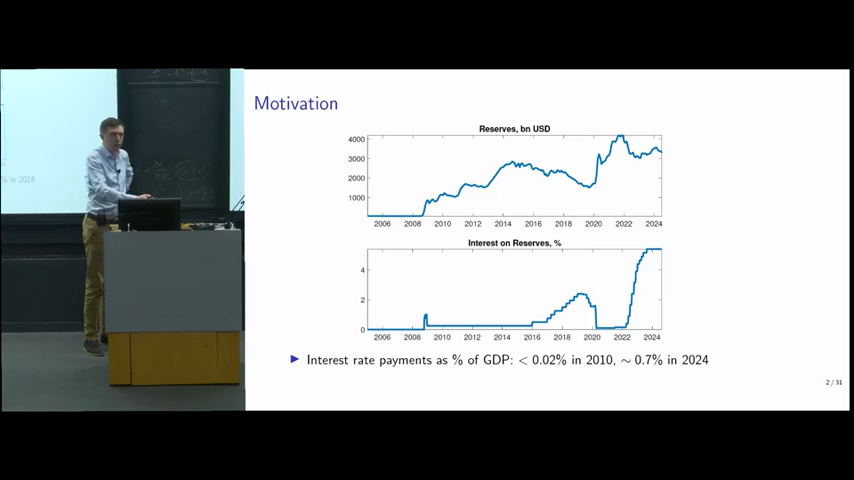 Motivation
Reserves, bn USD
4000
3000
2000
1000
2006 2008 2010 2012 2014 2016 2018 2020 2022 2024
Interest on Reserves, %
4
2
0
2006 2008 2010 2012 2014 2016 2018 2020 2022 2024
Interest rate payments as % of GDP: < 0.02% in 2010, ∼ 0.7% in 2024
2 / 31
% in 2024